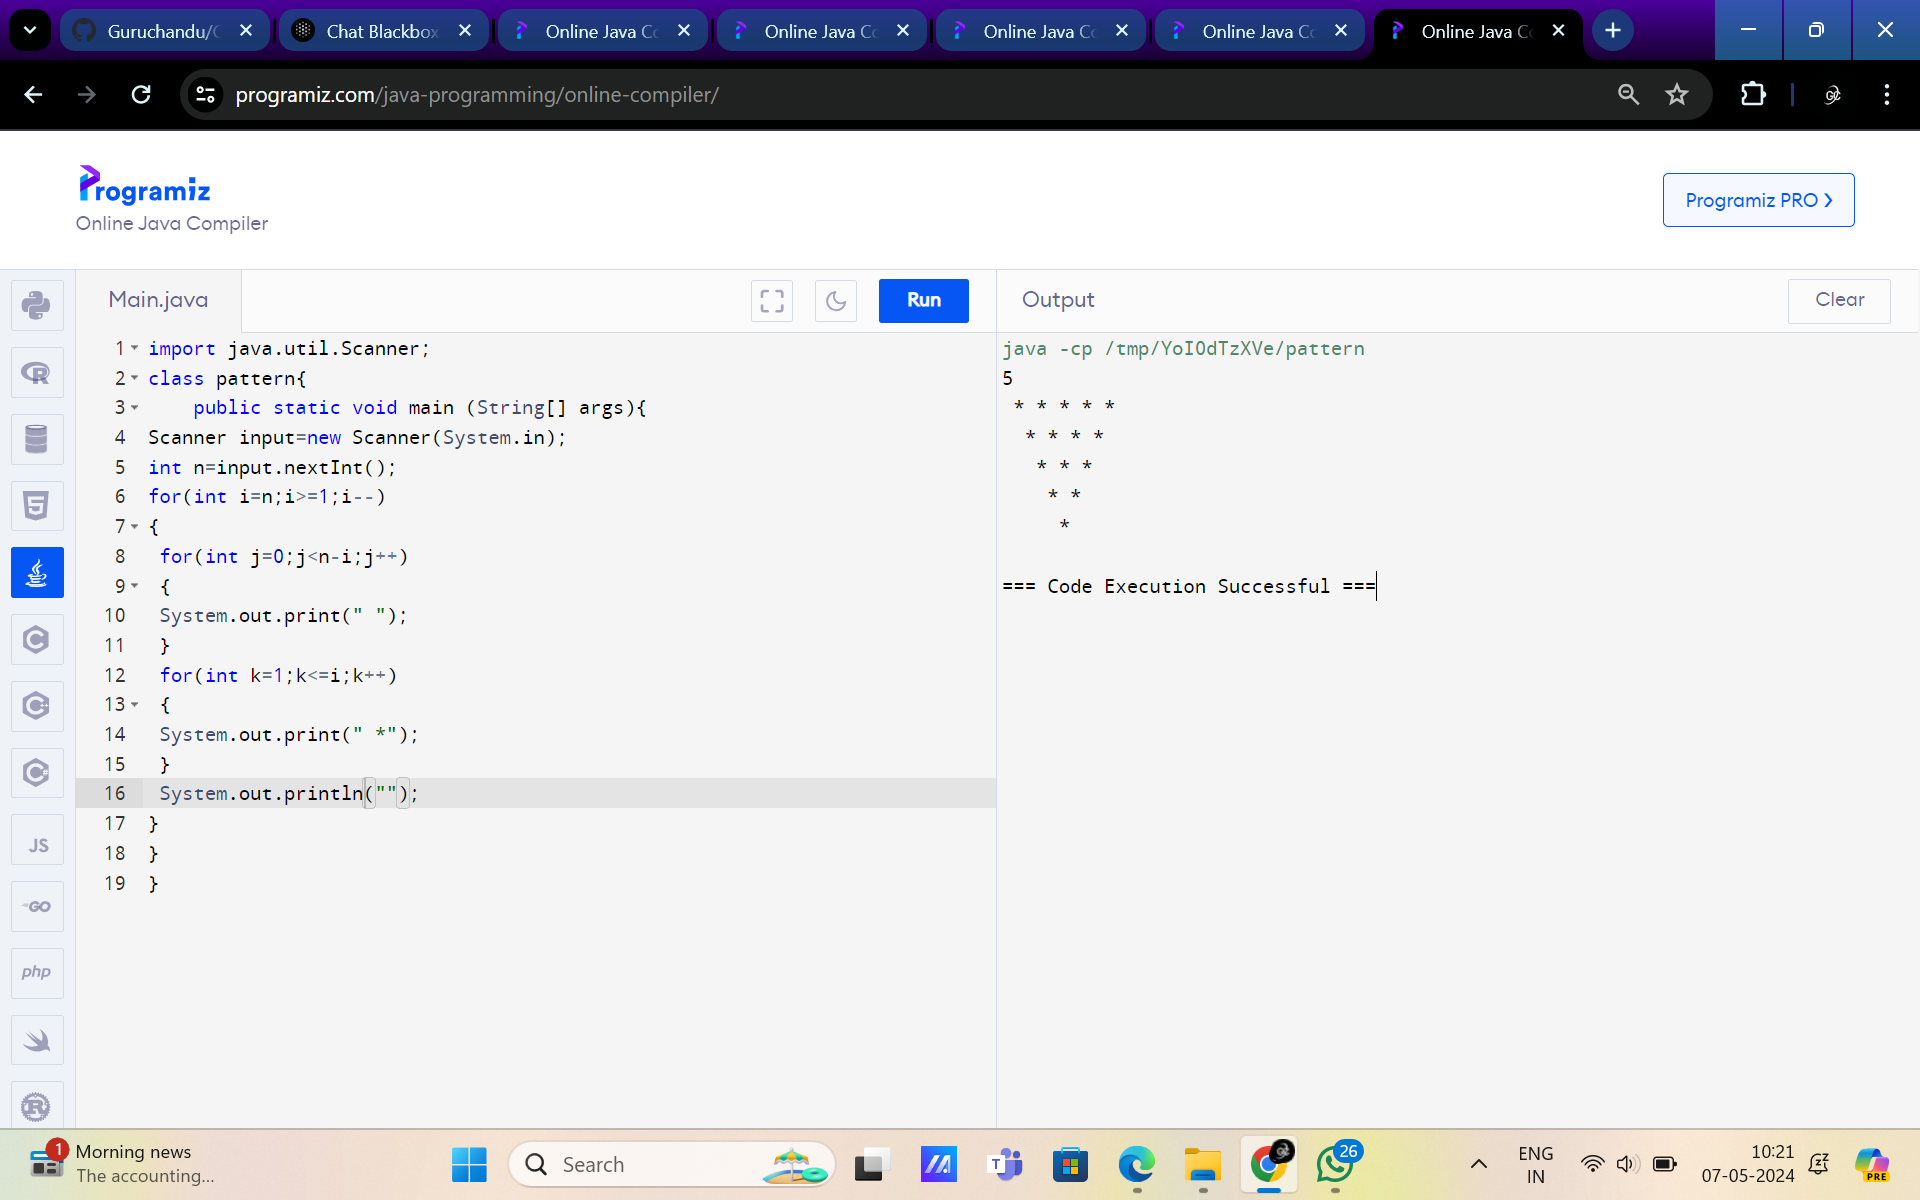 Guruchandu/C
Chat Blackbox
Online Java Co
Online Java Co
Online Java Co
Online Java Co
Online Java Co
programiz.com/java-programming/online-compiler/
Programiz
Online Java Compiler
Programiz PRO
Main.java
Run
Output
Clear
1 import java.util.Scanner;
2 class pattern{
3     public static void main (String[] args){
4 Scanner input=new Scanner(System.in);
5 int n=input.nextInt();
6 for(int i=n;i>=1;i--)
7 {
8  for(int j=0;j<n-i;j++)
9  {
10  System.out.print(" ");
11  }
12  for(int k=1;k<=i;k++)
13  {
14  System.out.print(" *");
15  }
16  System.out.println("");
17 }
18 }
19 }
java -cp /tmp/YoI0dTzXVe/pattern
5
 * * * * *
  * * * *
   * * *
    * *
     *
=== Code Execution Successful ===
JS
GO
php
1
Morning news
The accounting...
Search
26
ENG
IN
10:21
07-05-2024
PRE